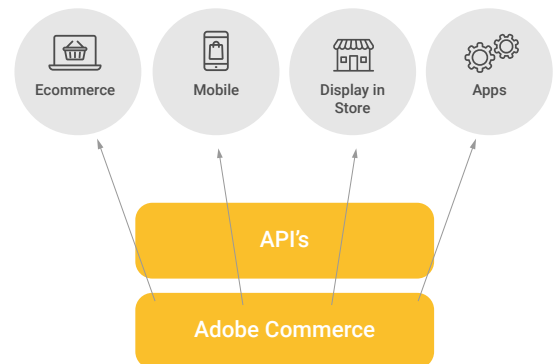 Ecommerce
Mobile
Display in
Store
Apps
API's
Adobe Commerce